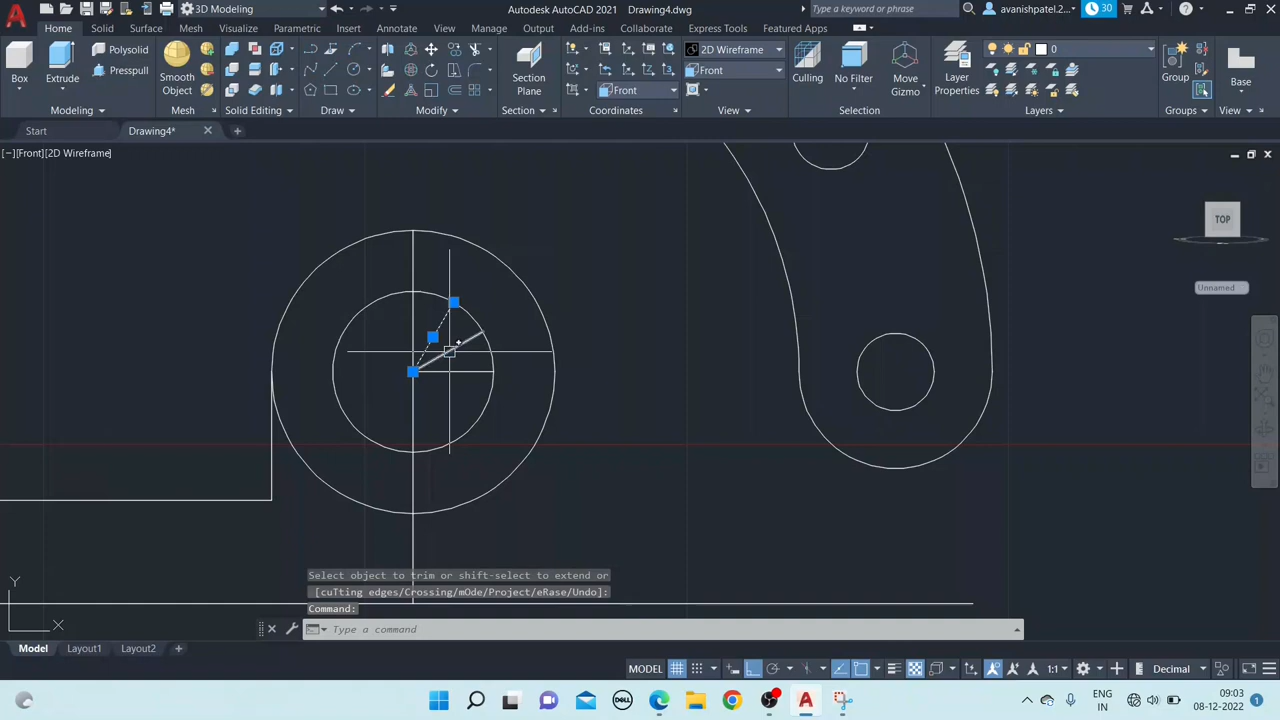 3D Modeling
Autodesk AutoCAD 2021 Drawing4.dwg
Type a keyword or phrase
avanishpatel.2...
30
Home Solid Surface Mesh Visualize Parametric Insert Annotate View Manage Output Add-ins Collaborate Express Tools Featured Apps
Box
Extrude
Polysolid
Presspull
Smooth
Object
Section
Plane
Front
2D Wireframe
Front
Culling
No Filter
Move
Gizmo
Layer
Properties
0
Group
Base
Modeling Mesh Solid Editing Draw Modify Section Coordinates View Selection Layers Groups View
Start
Drawing4*
[−][Front][2D Wireframe]
TOP
Unnamed
Y
X
Select object to trim or shift-select to extend or
[cuTting edges/Crossing/mOde/Project/eRase/Undo]:
Command:
Type a command
Model Layout1 Layout2
MODEL
1:1
Decimal
DELL
ENG
IN
09:03
08-12-2022
1